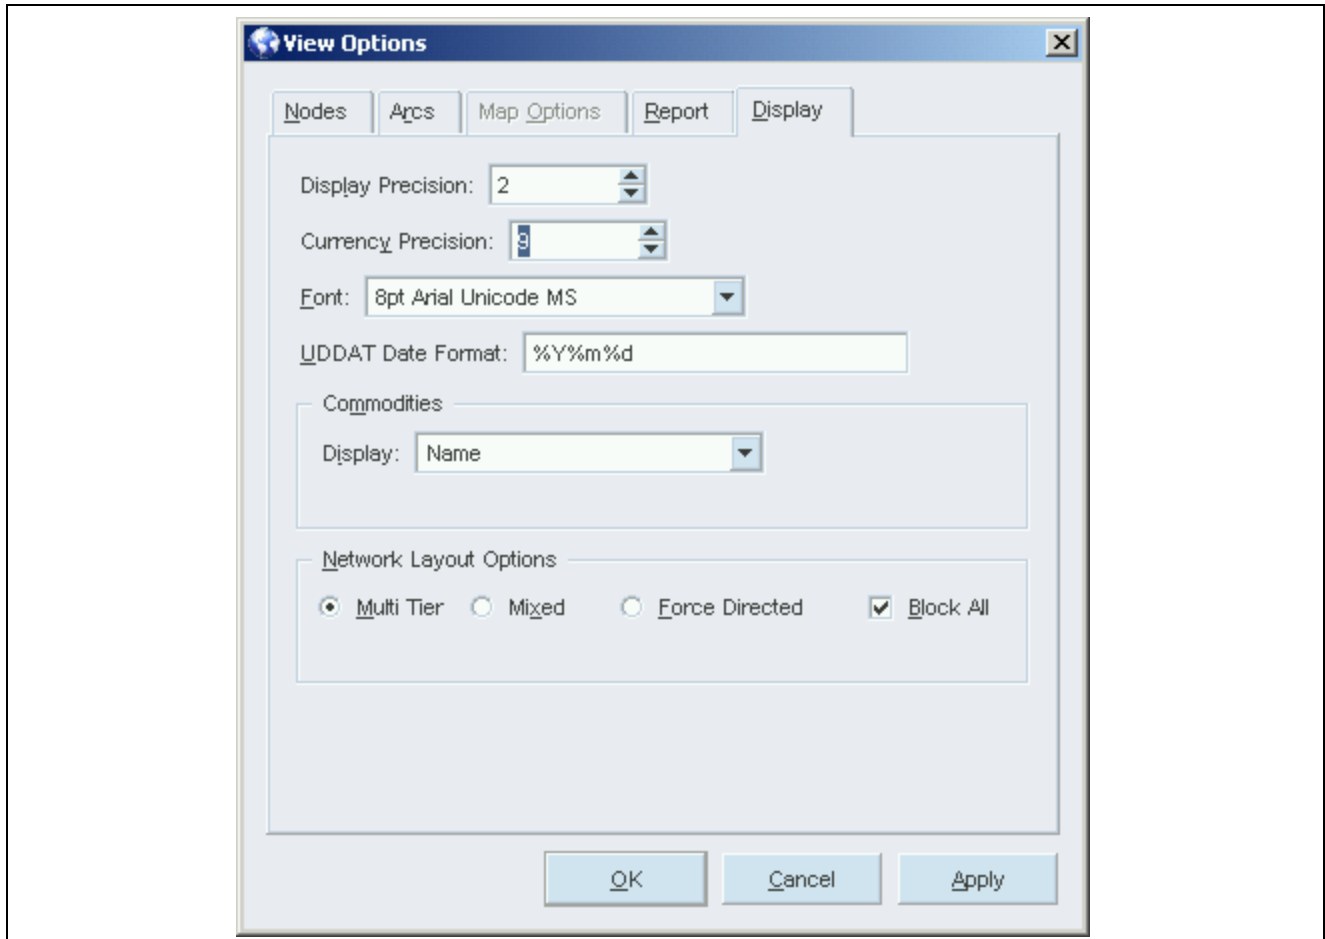 View Options
Nodes Arcs Map Options Report Display
Display Precision: 2
Currency Precision: 9
Font: 8pt Arial Unicode MS
UDDAT Date Format: %Y%m%d
Commodities
Display: Name
Network Layout Options
Multi Tier Mixed Force Directed Block All
OK Cancel Apply